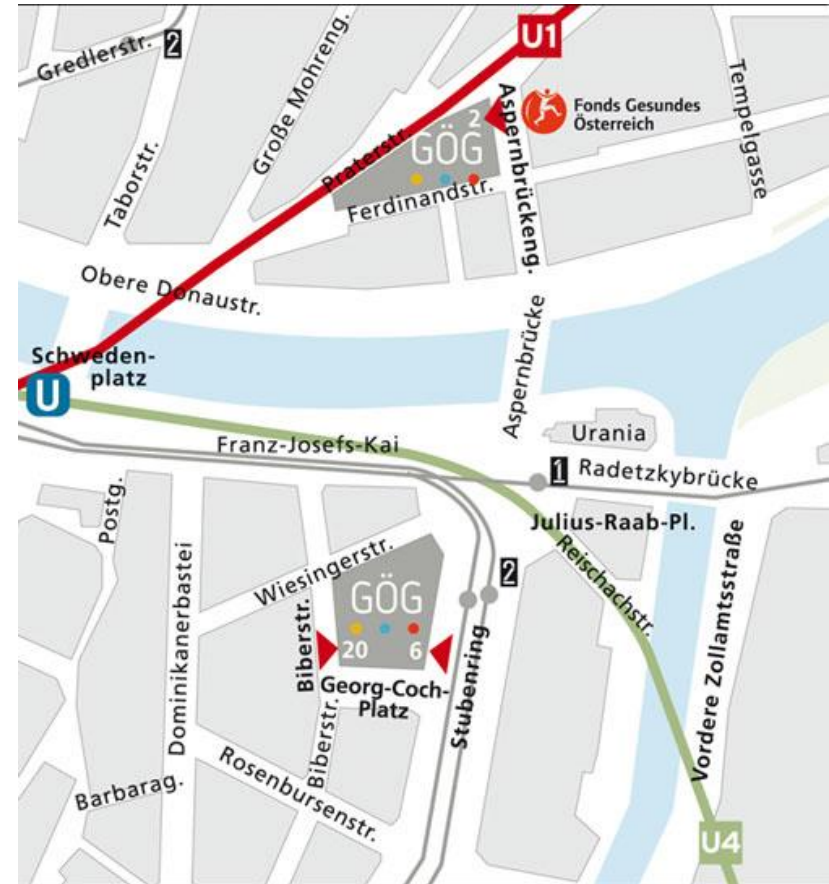 U1
Gredlerstr.
2
Große Mohreng.
Tempelgasse
Aspernbrückeng.
Fonds Gesundes
Österreich
2
GÖG
Praterstr.
Taborstr.
Ferdinandstr.
Obere Donaustr.
Aspernbrücke
Schweden-
platz
U
Urania
Franz-Josefs-Kai
1
Radetzkybrücke
Postg.
Julius-Raab-Pl.
Dominikanerbastei
Wiesingerstr.
Reischachstr.
2
GÖG
20
6
Biberstr.
Georg-Coch-
Platz
Stubenring
Vordere Zollamtsstraße
Biberstr.
Barbarag.
Rosenbursenstr.
U4